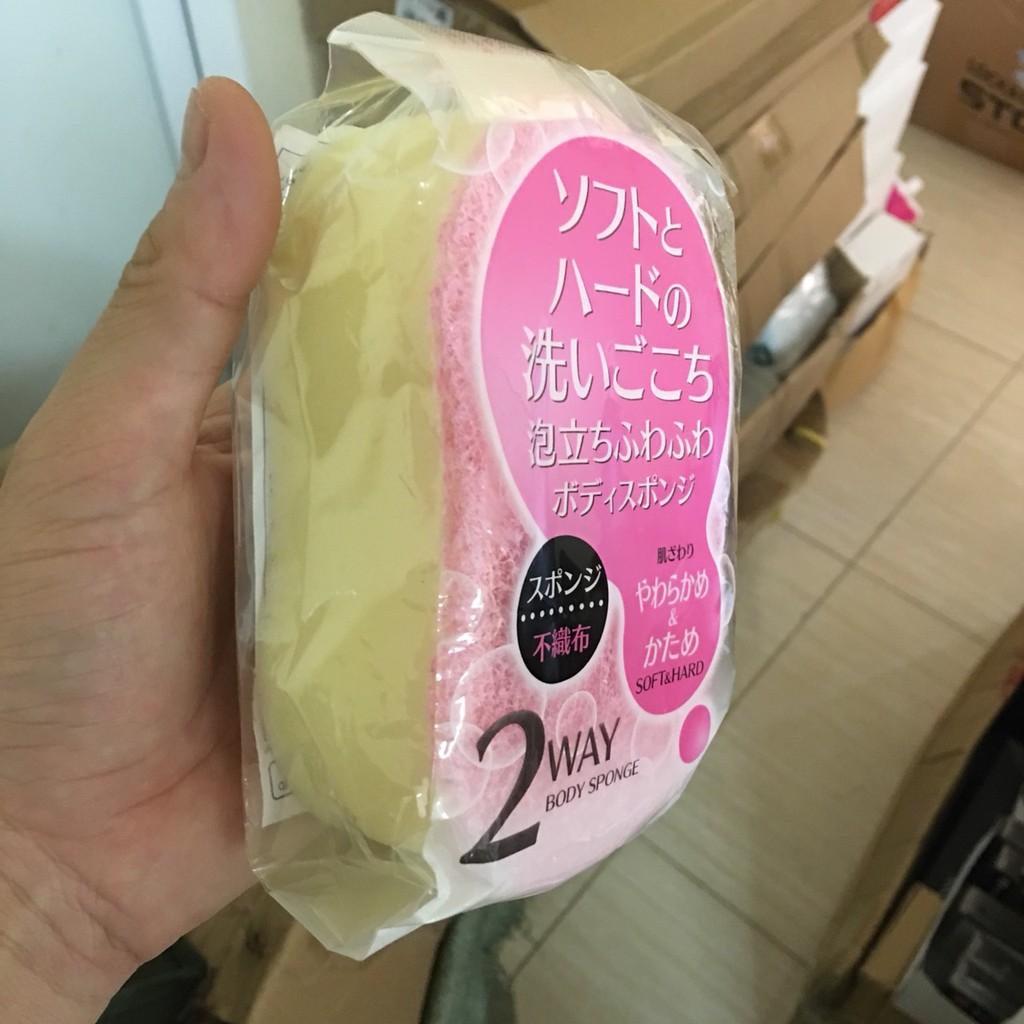 ソフトと
ハードの
洗いごこち
泡立ちふわふわ
ボディスポンジ
スポンジ
不織布
肌ざわり
やわらかめ
&
かため
SOFT&HARD
2WAY
BODY SPONGE